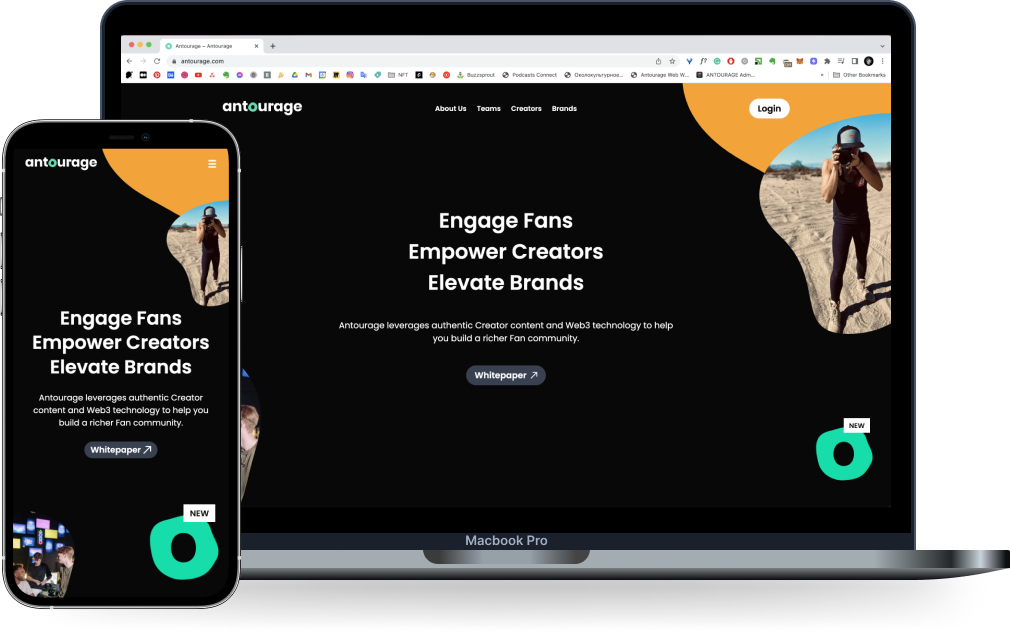 Antourage – Antourage
antourage.com
NFT
Buzzsprout
Podcasts Connect
Околокультурное...
Antourage Web W...
ANTOURAGE Adm...
Other Bookmarks
antourage
About Us
Teams
Creators
Brands
Login
Engage Fans
Empower Creators
Elevate Brands
Antourage leverages authentic Creator content and Web3 technology to help
you build a richer Fan community.
Whitepaper
NEW
Macbook Pro
antourage
Engage Fans
Empower Creators
Elevate Brands
Antourage leverages authentic Creator
content and Web3 technology to help you
build a richer Fan community.
Whitepaper
NEW